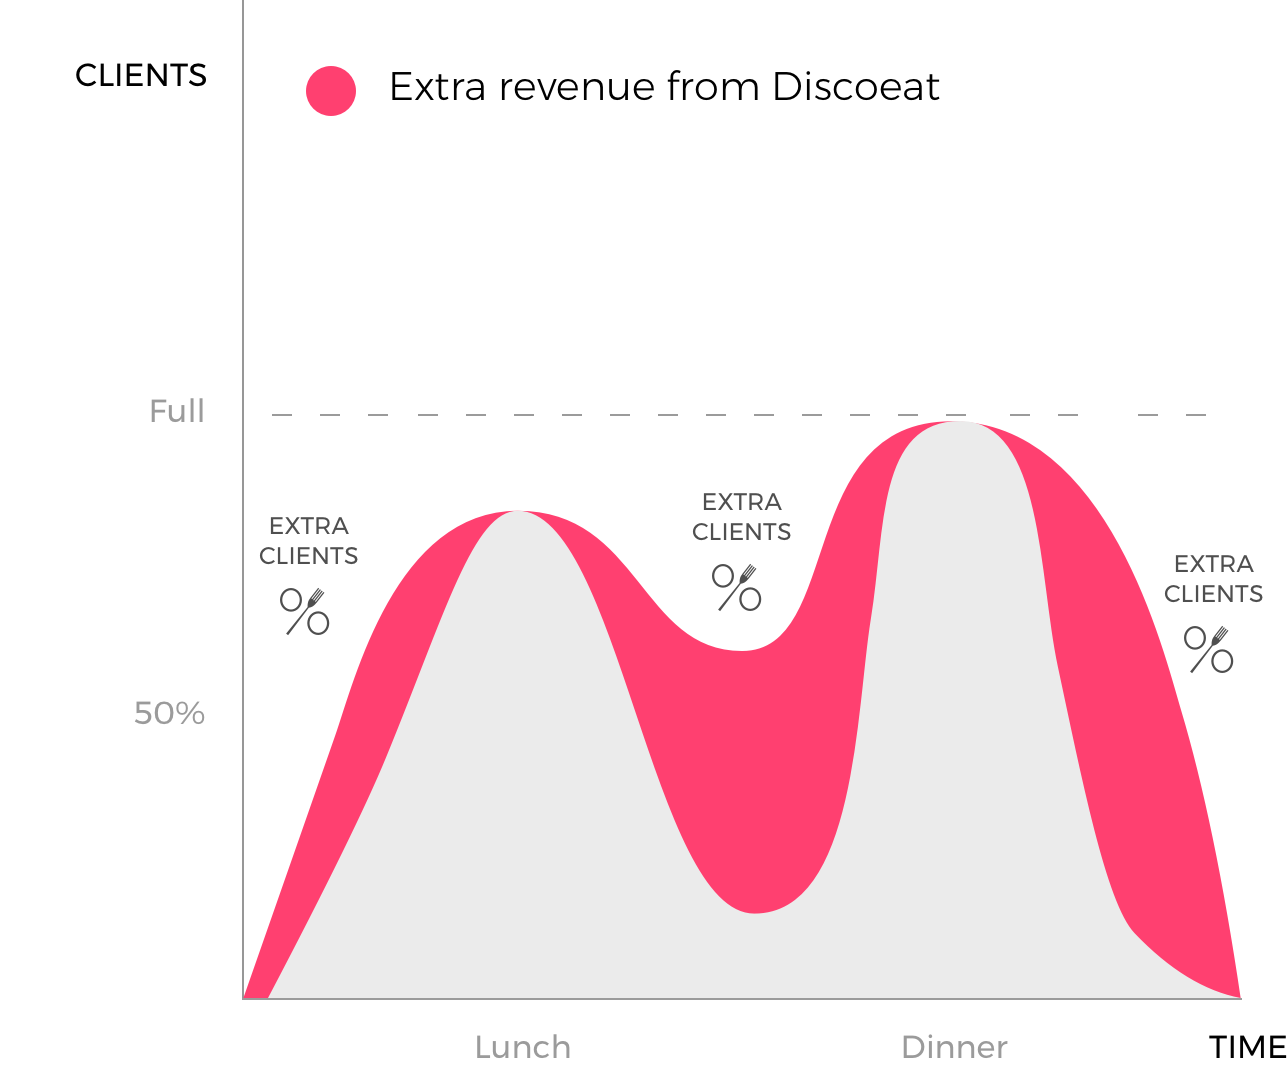 CLIENTS
Extra revenue from Discoeat
Full
EXTRA
CLIENTS
EXTRA
CLIENTS
EXTRA
CLIENTS
50%
Lunch
Dinner
TIME